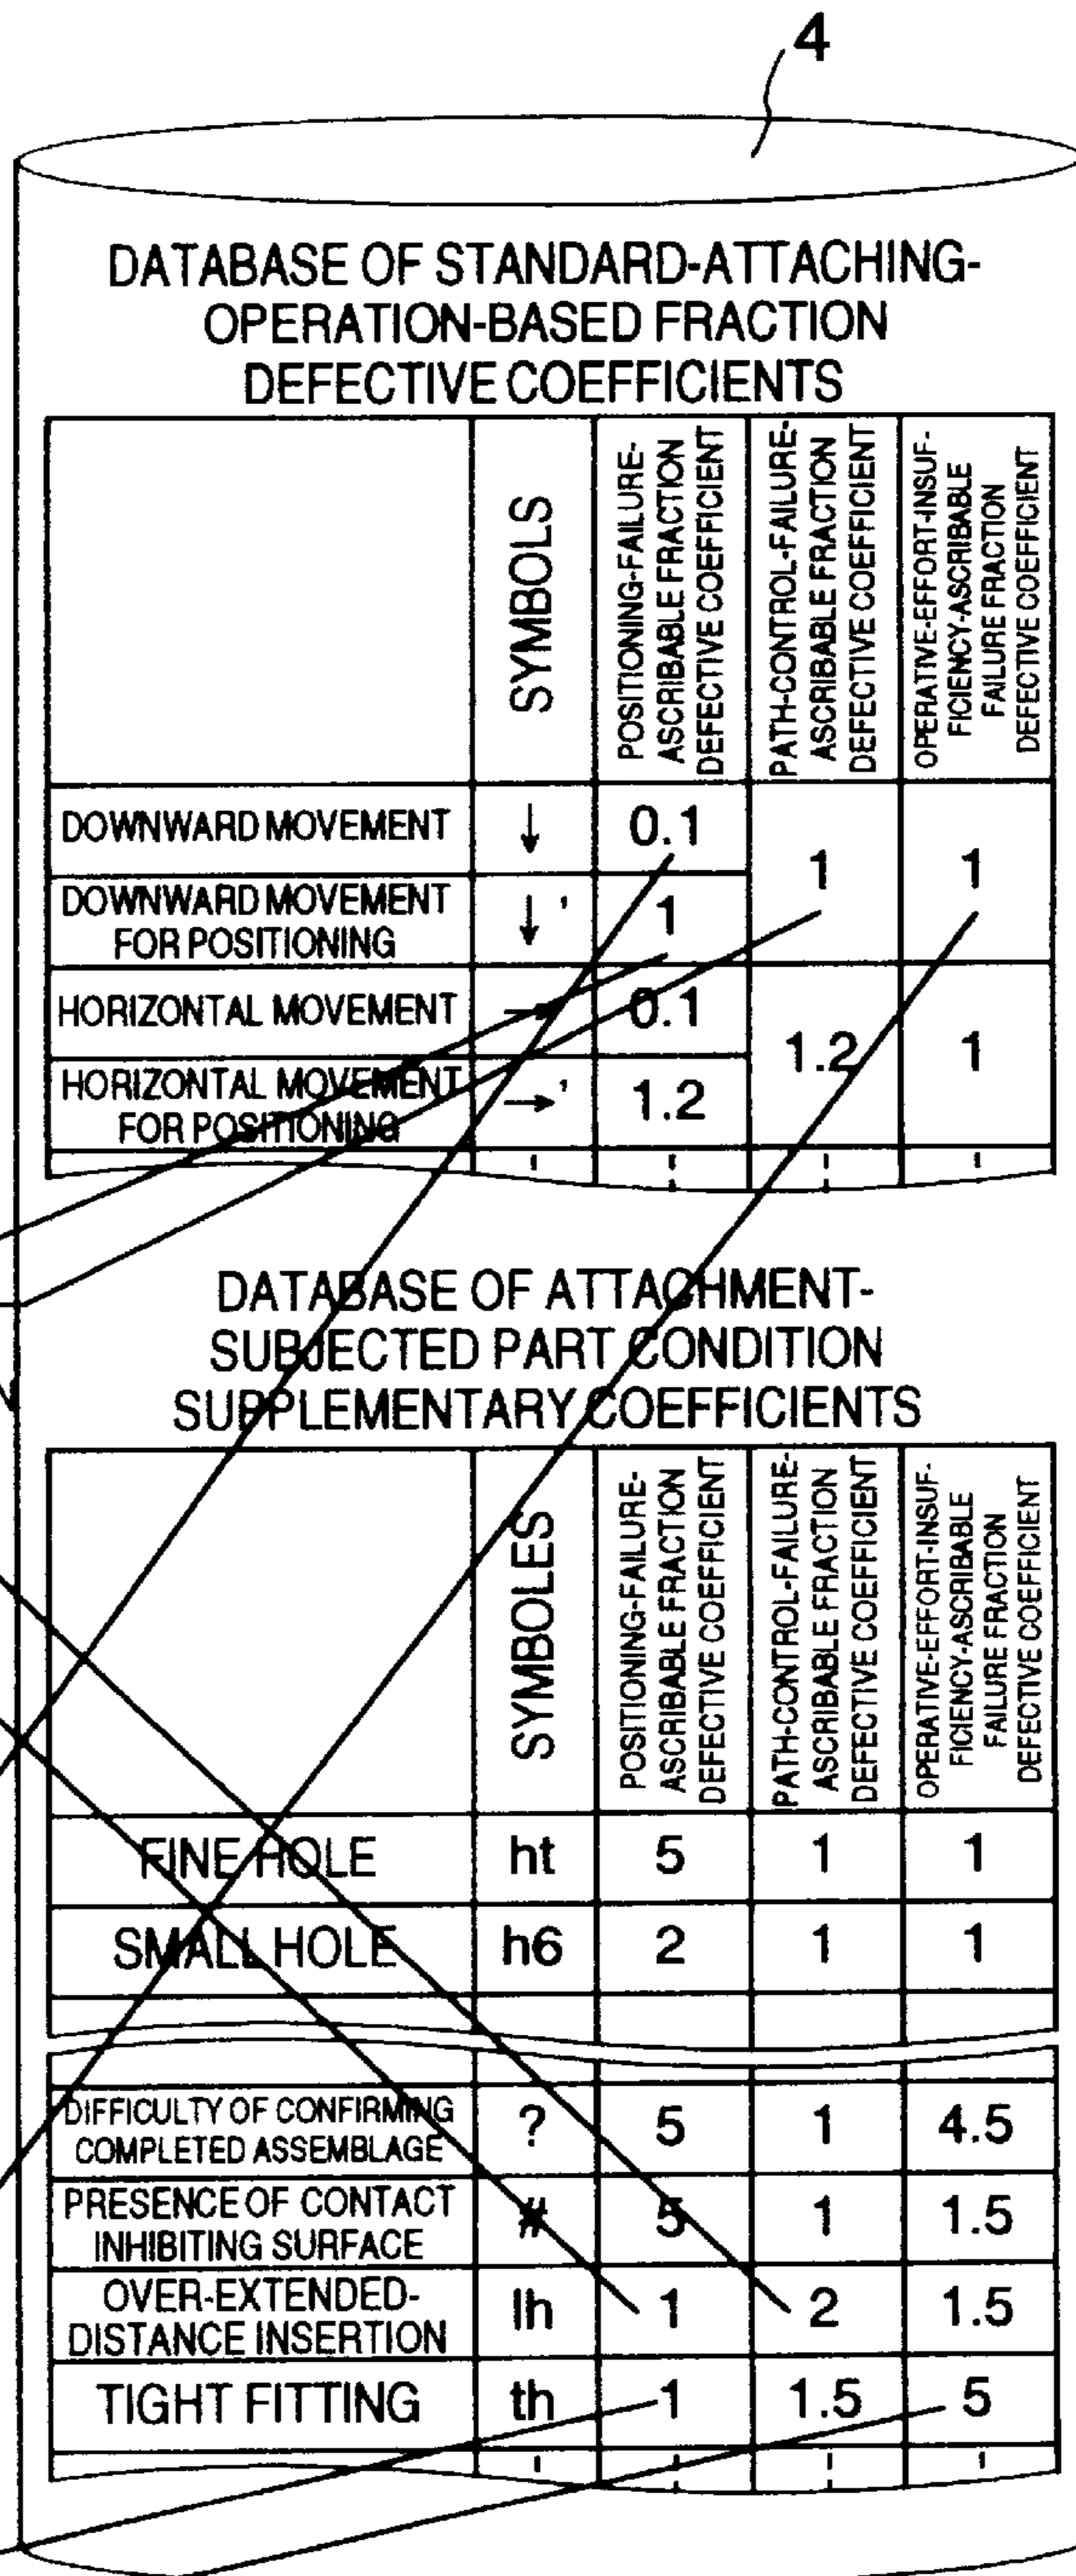 4
DATABASE OF STANDARD-ATTACHING-
OPERATION-BASED FRACTION
DEFECTIVE COEFFICIENTS
SYMBOLS
POSITIONING-FAILURE-
ASCRIBABLE FRACTION
DEFECTIVE COEFFICIENT
PATH-CONTROL-FAILURE-
ASCRIBABLE FRACTION
DEFECTIVE COEFFICIENT
OPERATIVE-EFFORT-INSUF-
FICIENCY-ASCRIBABLE
FAILURE FRACTION
DEFECTIVE COEFFICIENT
DOWNWARD MOVEMENT ↓ 0.1 1 1
DOWNWARD MOVEMENT
FOR POSITIONING ↓' 1
HORIZONTAL MOVEMENT → 0.1 1.2 1
HORIZONTAL MOVEMENT
FOR POSITIONING →' 1.2
DATABASE OF ATTACHMENT-
SUBJECTED PART CONDITION
SUPPLEMENTARY COEFFICIENTS
SYMBOLES
POSITIONING-FAILURE-
ASCRIBABLE FRACTION
DEFECTIVE COEFFICIENT
PATH-CONTROL-FAILURE-
ASCRIBABLE FRACTION
DEFECTIVE COEFFICIENT
OPERATIVE-EFFORT-INSUF-
FICIENCY-ASCRIBABLE
FAILURE FRACTION
DEFECTIVE COEFFICIENT
FINE HOLE ht 5 1 1
SMALL HOLE h6 2 1 1
DIFFICULTY OF CONFIRMING
COMPLETED ASSEMBLAGE ? 5 1 4.5
PRESENCE OF CONTACT
INHIBITING SURFACE # 5 1 1.5
OVER-EXTENDED-
DISTANCE INSERTION lh 1 2 1.5
TIGHT FITTING th 1 1.5 5